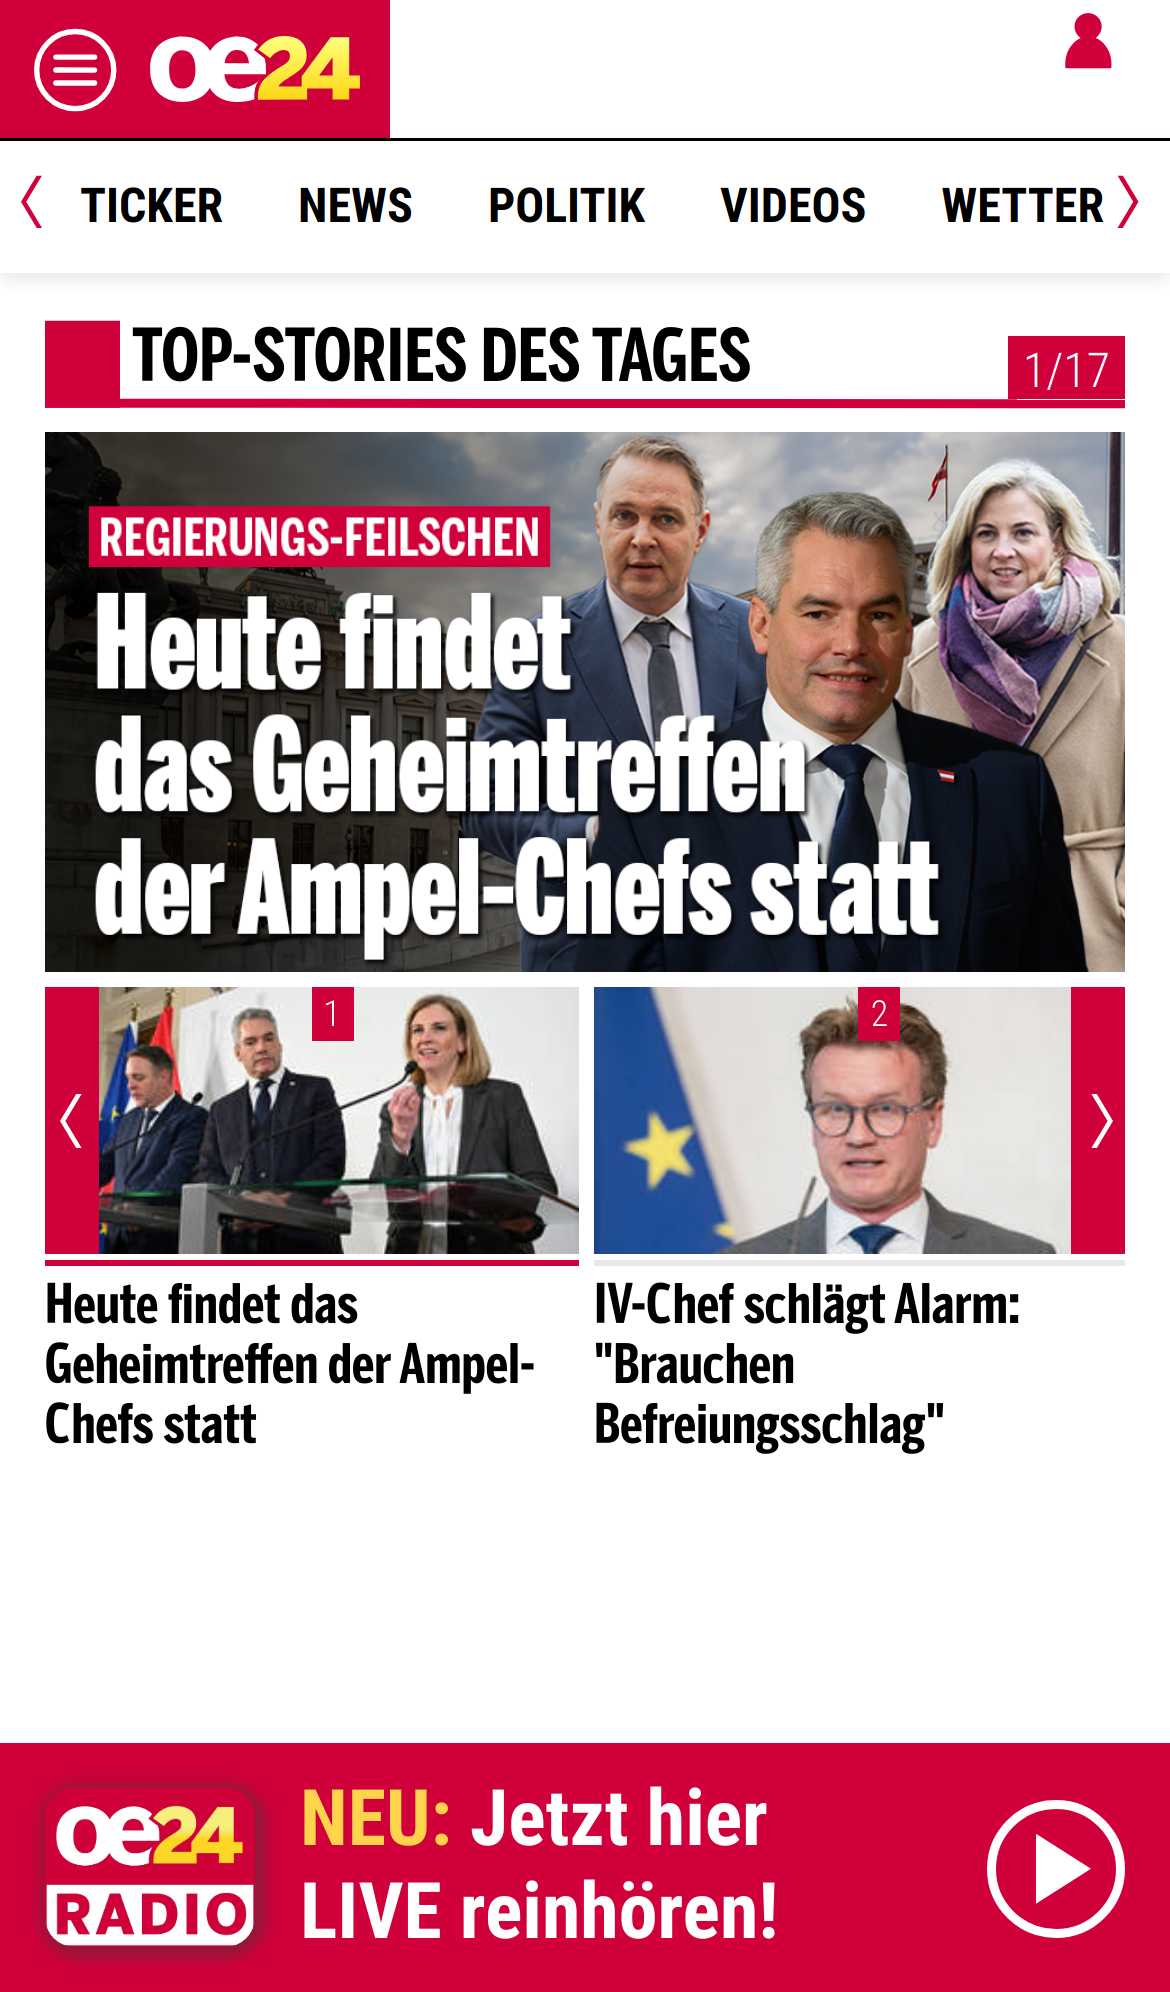 oe24
TICKER NEWS POLITIK VIDEOS WETTER
TOP-STORIES DES TAGES
1/17
REGIERUNGS-FEILSCHEN
Heute findet
das Geheimtreffen
der Ampel-Chefs statt
1
2
Heute findet das
Geheimtreffen der Ampel-
Chefs statt
IV-Chef schlägt Alarm:
"Brauchen
Befreiungsschlag"
oe24
RADIO
NEU: Jetzt hier
LIVE reinhören!